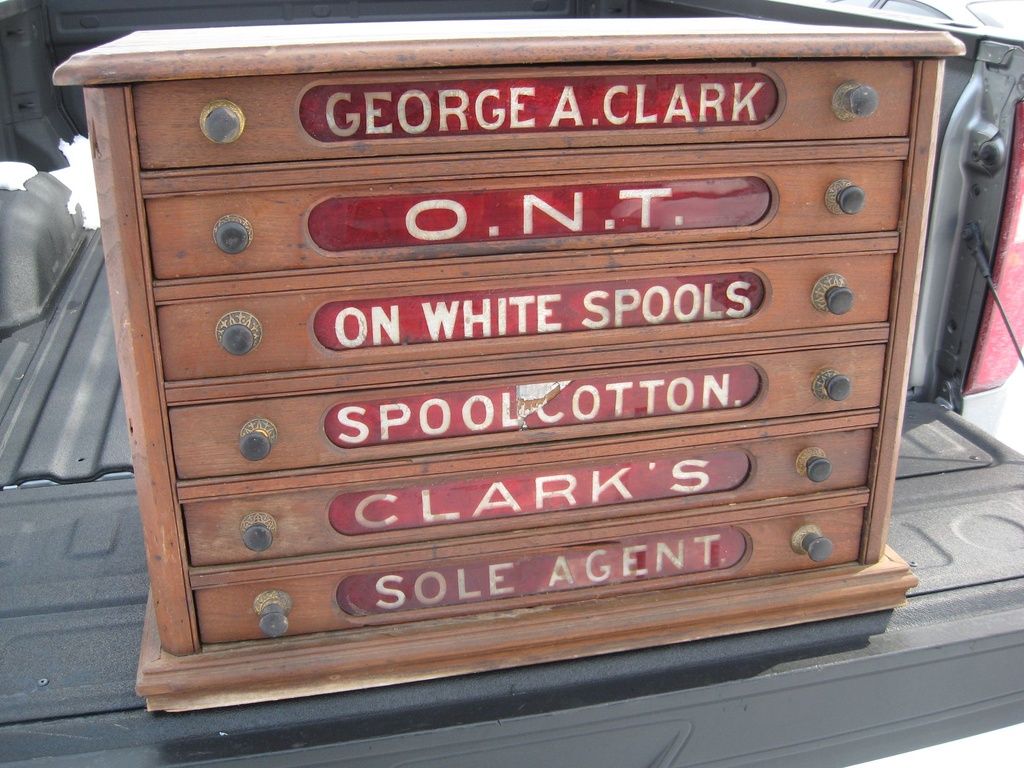 GEORGE A. CLARK
O.N.T.
ON WHITE SPOOLS
SPOOL COTTON.
CLARK'S
SOLE AGENT.